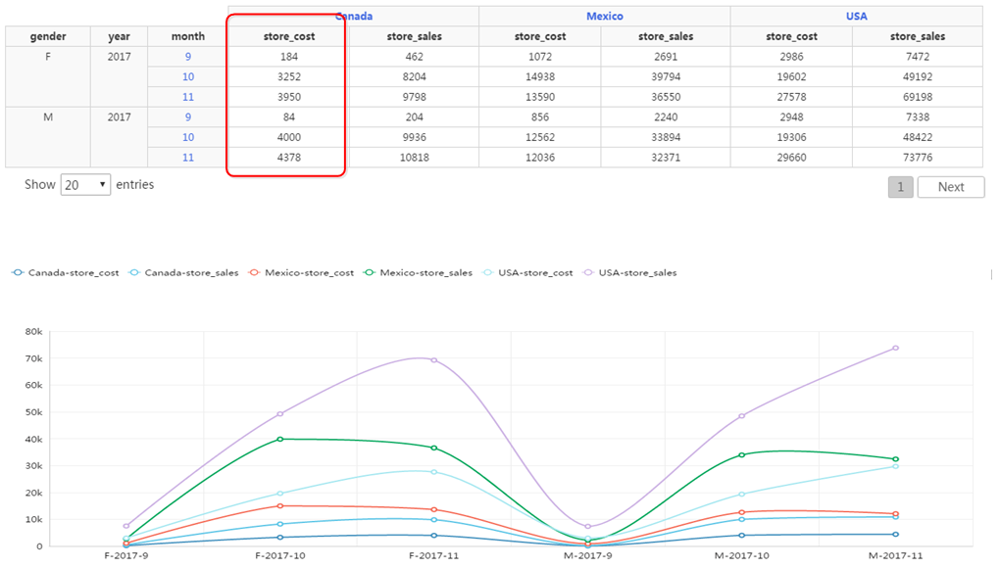 Canada Mexico USA
gender year month store_cost store_sales store_cost store_sales store_cost store_sales
F 2017 9 184 462 1072 2691 2986 7472
10 3252 8204 14938 39794 19602 49192
11 3950 9798 13590 36550 27578 69198
M 2017 9 84 204 856 2240 2948 7338
10 4000 9936 12562 33894 19306 48422
11 4378 10818 12036 32371 29660 73776
Show 20 entries 1 Next
Canada-store_cost Canada-store_sales Mexico-store_cost Mexico-store_sales USA-store_cost USA-store_sales
80k
70k
60k
50k
40k
30k
20k
10k
0
F-2017-9 F-2017-10 F-2017-11 M-2017-9 M-2017-10 M-2017-11